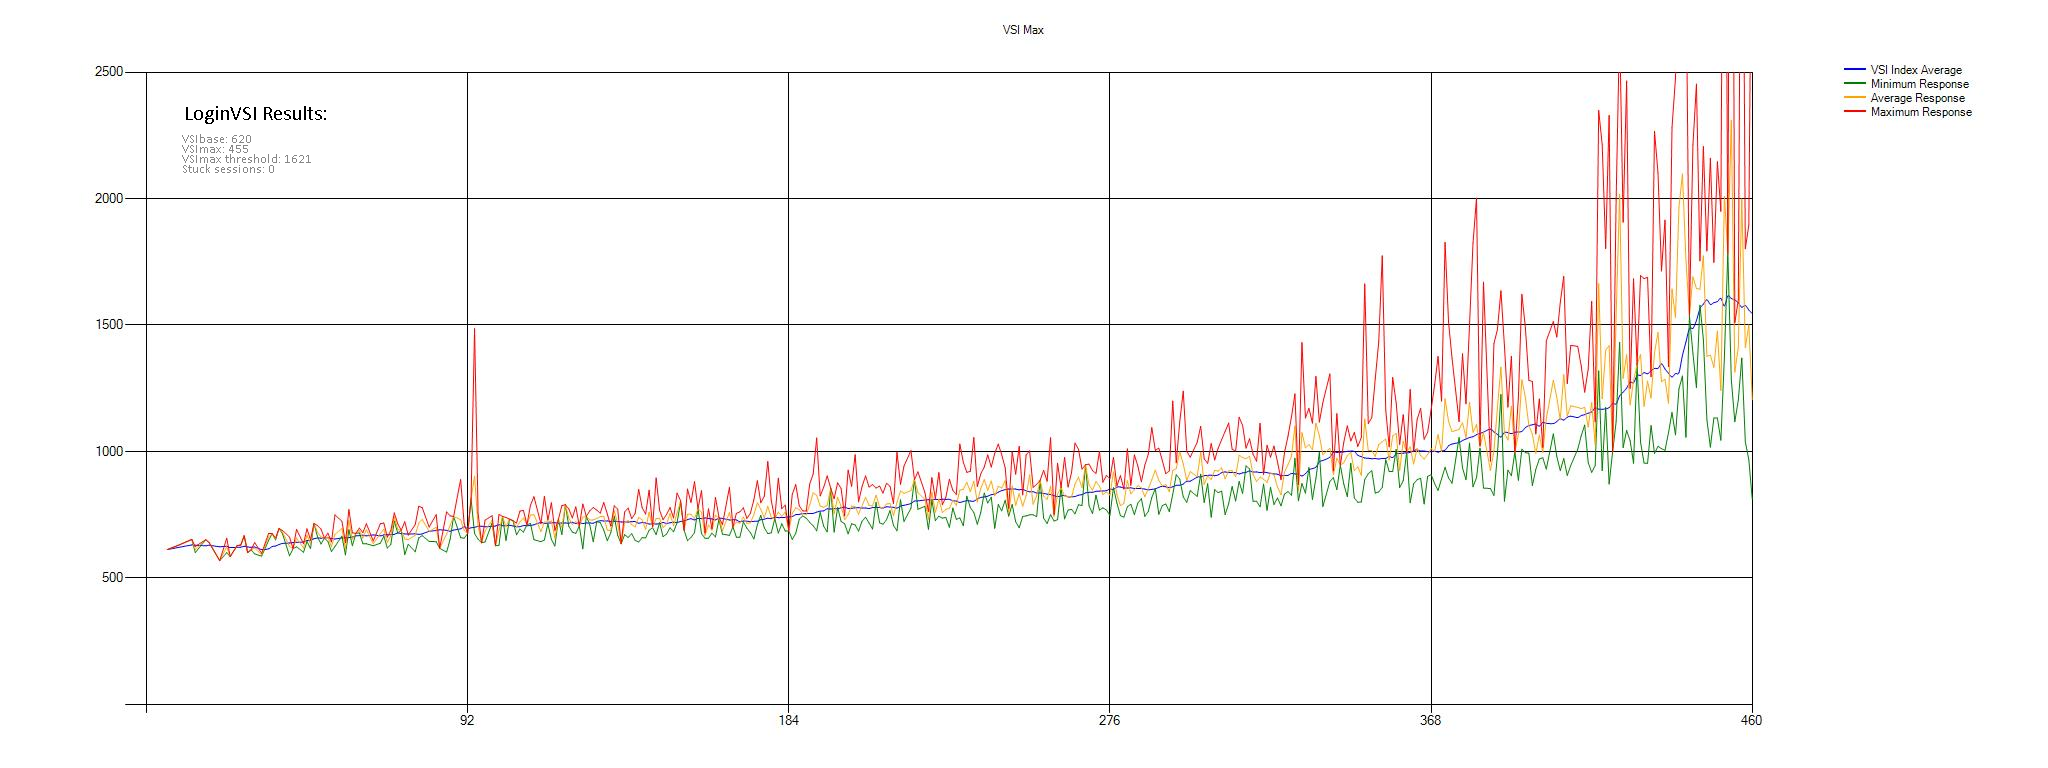 VSI Max
2500
2000
1500
1000
500
LoginVSI Results:
VSIbase: 620
VSImax: 455
VSImax threshold: 1621
Stuck sessions: 0
VSI Index Average
Minimum Response
Average Response
Maximum Response
92
184
276
368
460